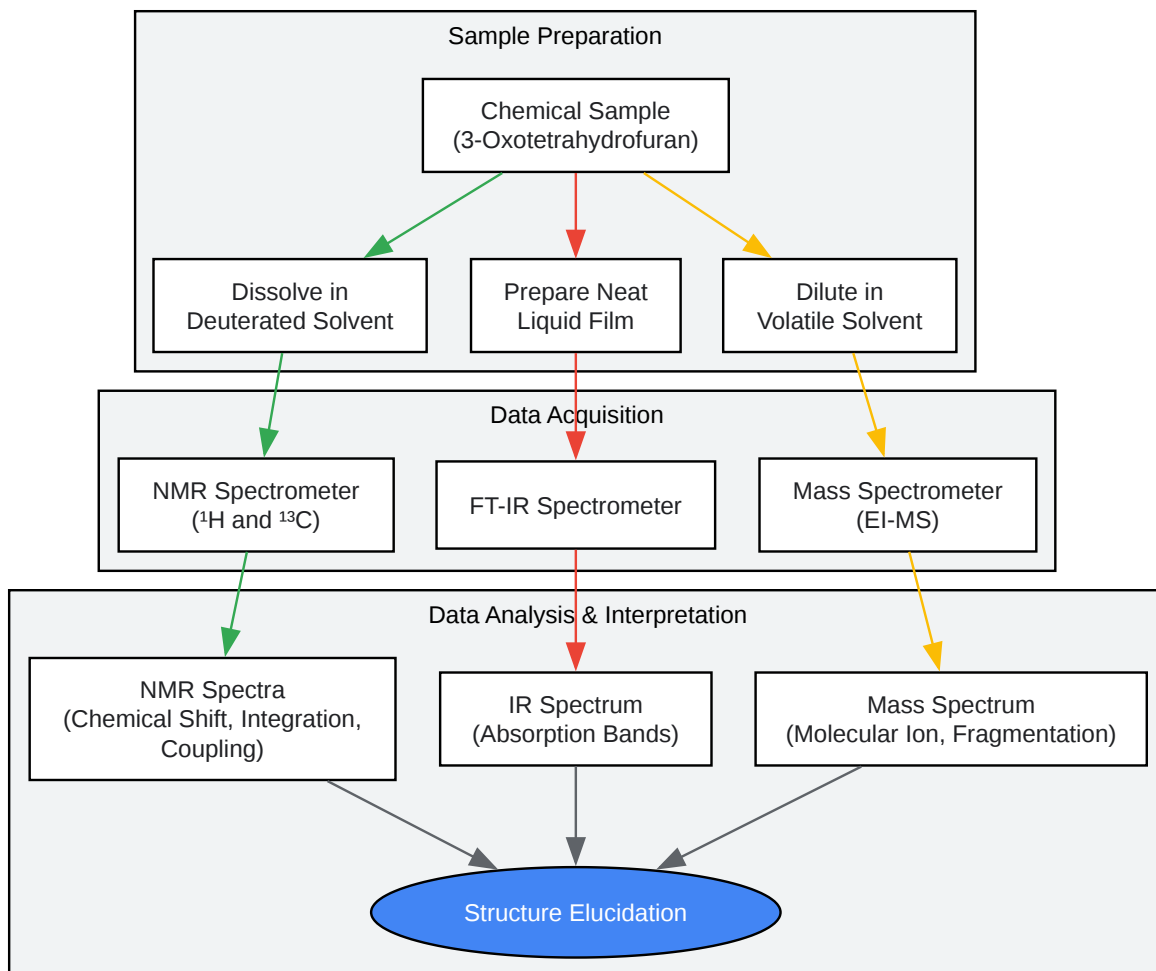 Sample Preparation
Chemical Sample
(3-Oxotetrahydrofuran)
Dissolve in
Deuterated Solvent
Prepare Neat
Liquid Film
Dilute in
Volatile Solvent
Data Acquisition
NMR Spectrometer
(¹H and ¹³C)
FT-IR Spectrometer
Mass Spectrometer
(EI-MS)
Data Analysis & Interpretation
NMR Spectra
(Chemical Shift, Integration,
Coupling)
IR Spectrum
(Absorption Bands)
Mass Spectrum
(Molecular Ion, Fragmentation)
Structure Elucidation